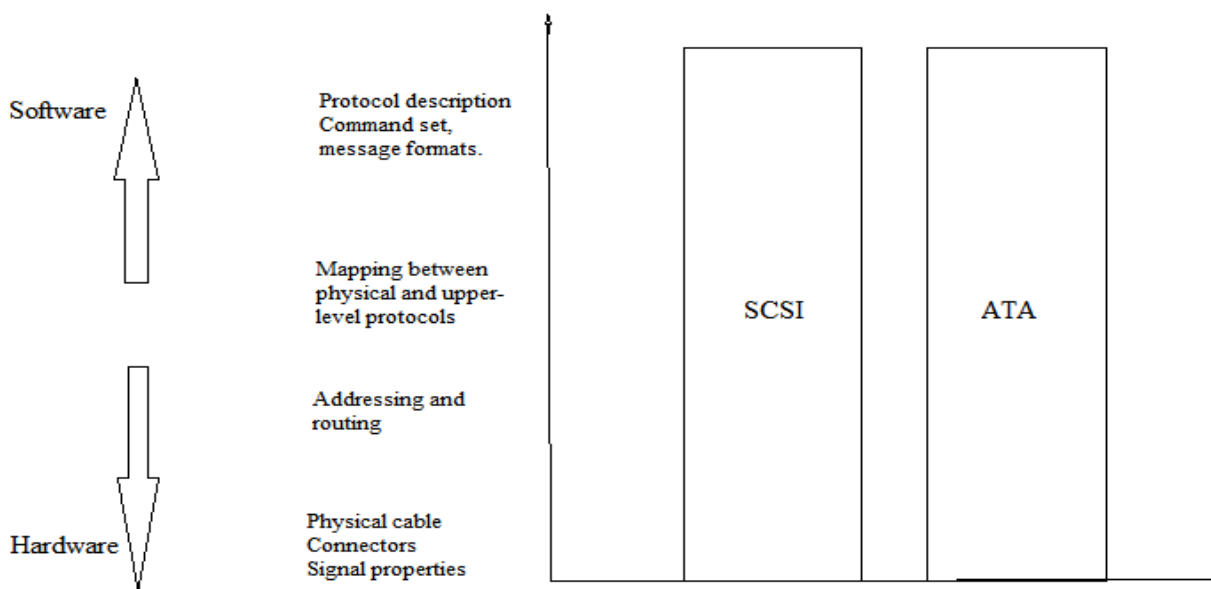 Software
Protocol description
Command set,
message formats.
Mapping between
physical and upper-
level protocols
SCSI
ATA
Addressing and
routing
Hardware
Physical cable
Connectors
Signal properties